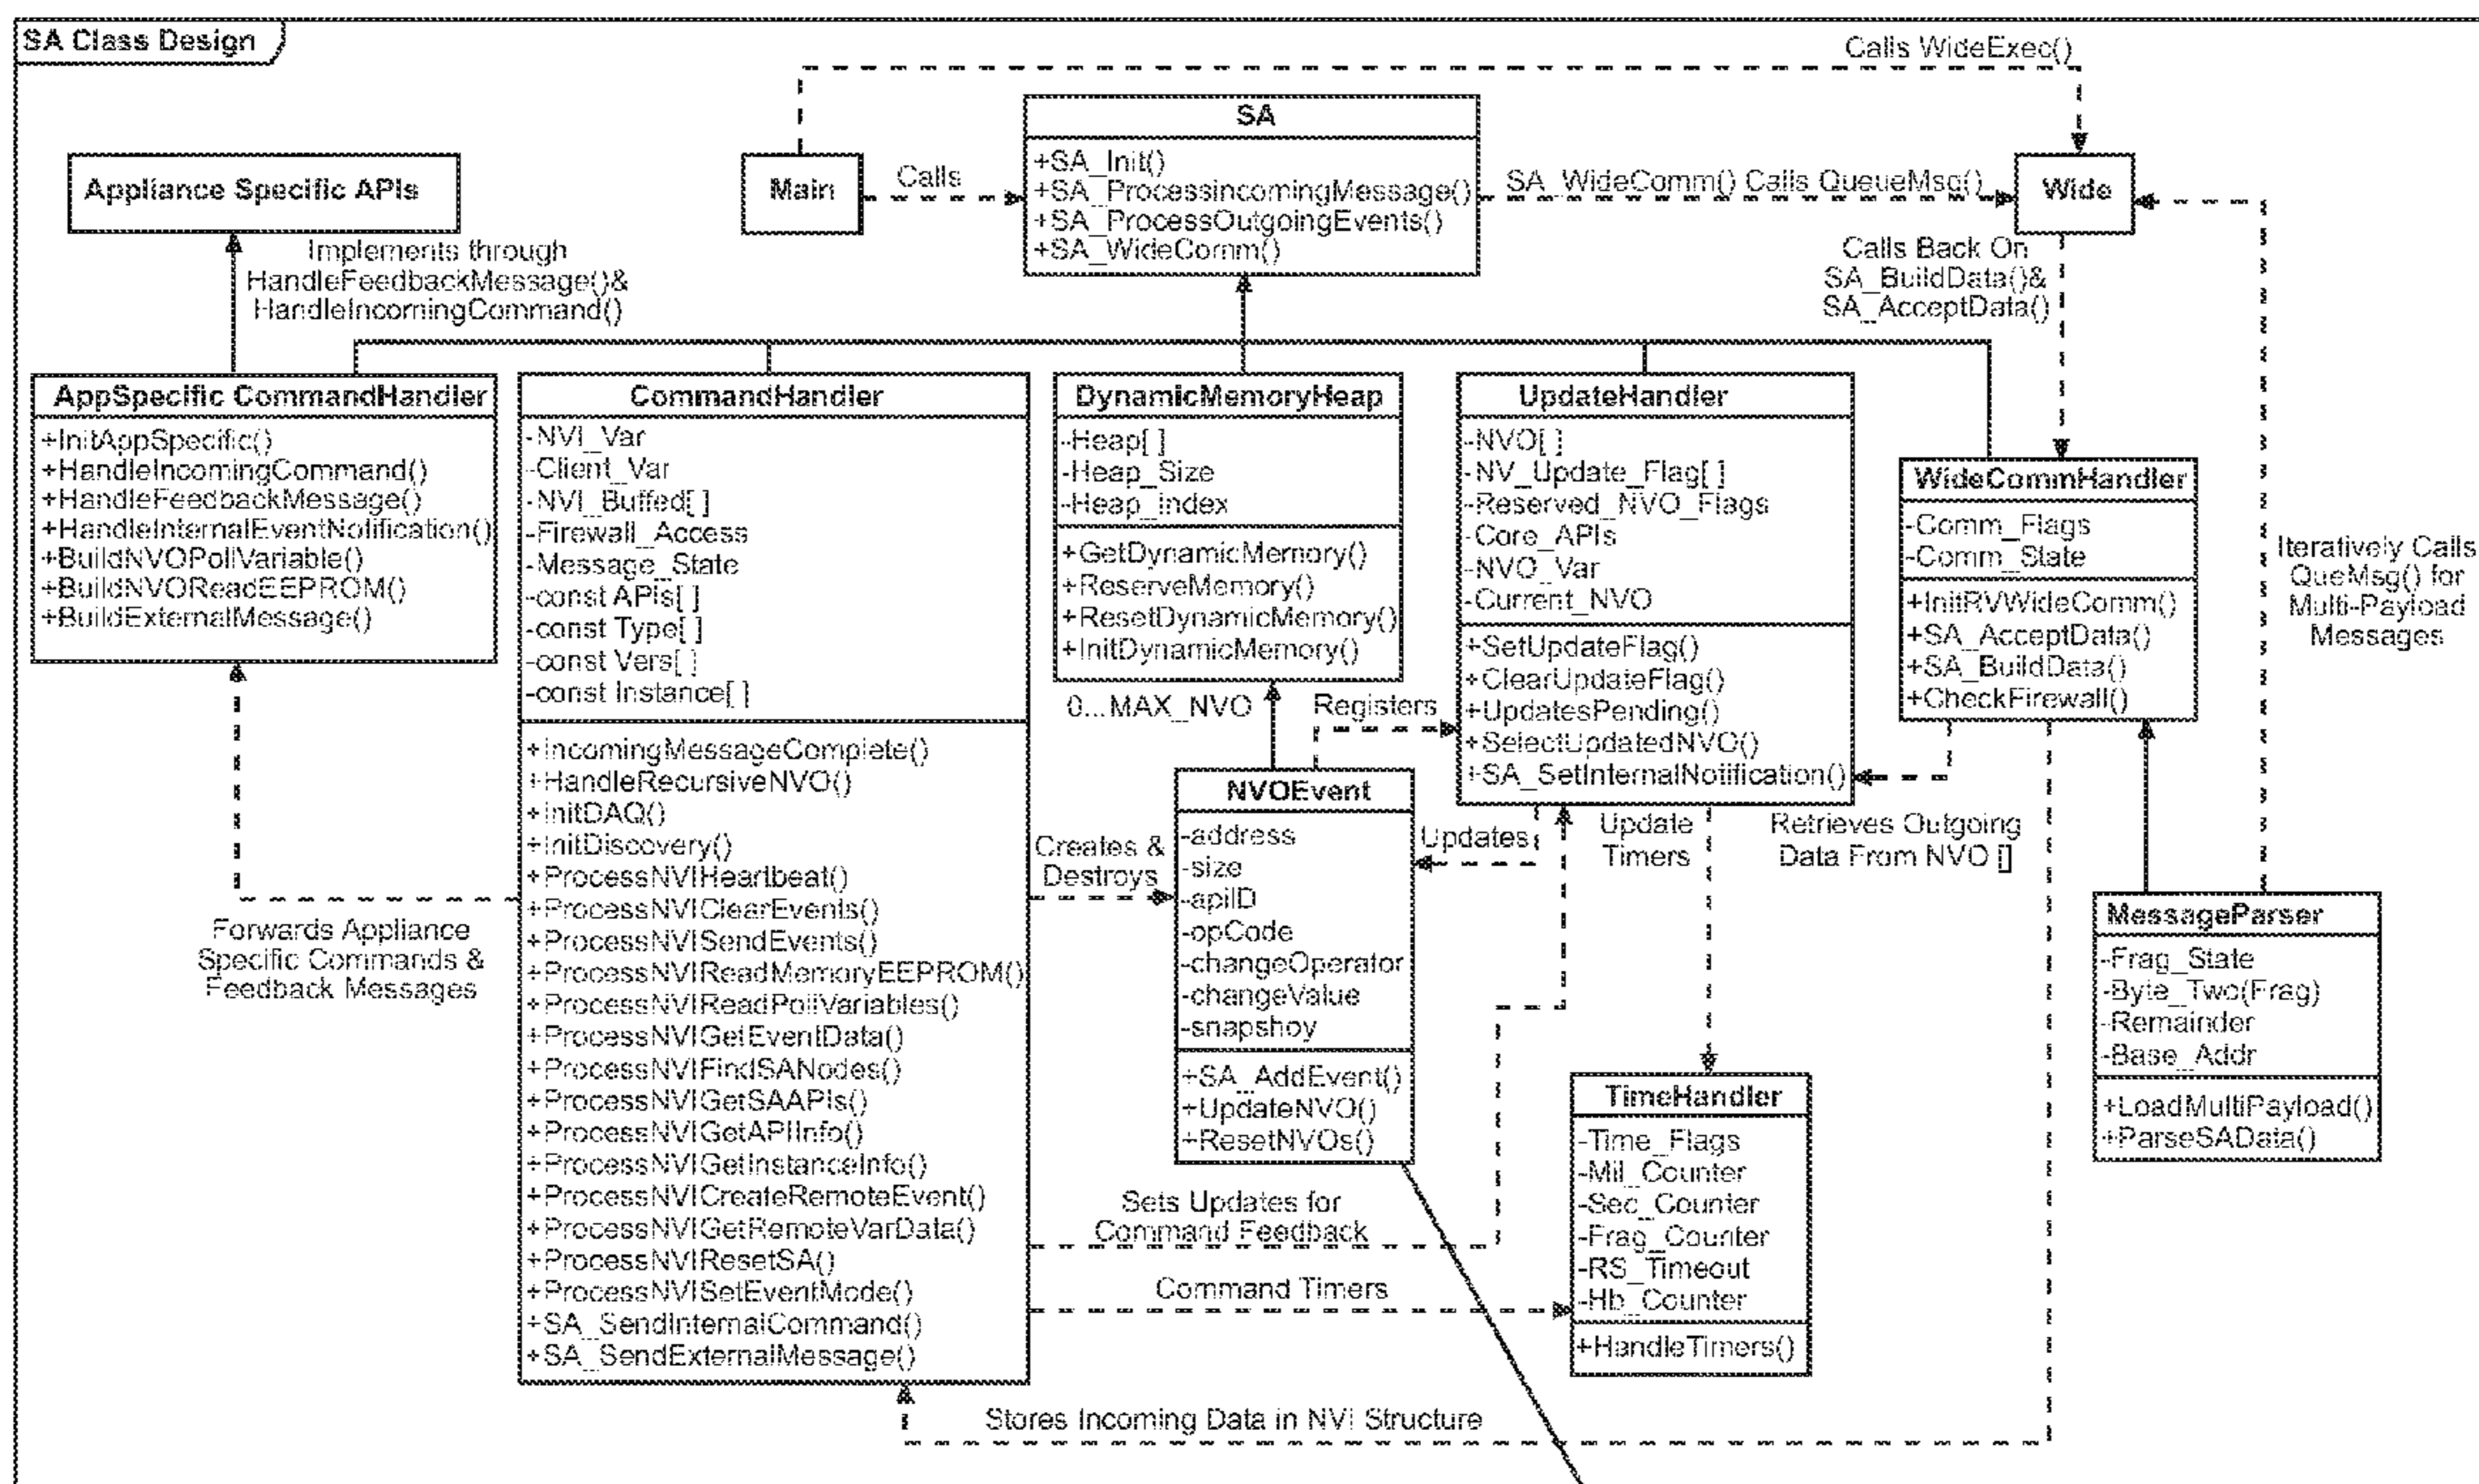 SA Class Design
Calls WideExec()
Appliance Specific APIs
Implements through
HandleFeedbackMessage()&
HandleIncomingCommand()
Main
Calls
SA
+SA_Init()
+SA_ProcessincomingMessage()
+SA_ProcessOutgoingEvents()
+SA_WideComm()
SA_WideComm() Calls QueueMsg()
Wide
Calls Back On
SA_BuildData()&
SA_AcceptData()
AppSpecific CommandHandler
+InitAppSpecific()
+HandleIncomingCommand()
+HandleFeedbackMessage()
+HandleInternalEventNotification()
+BuildNVOPollVariable()
+BuildNVOReadEEPROM()
+BuildExternalMessage()
Forwards Appliance
Specific Commands &
Feedback Messages
CommandHandler
-NVI_Var
-Client_Var
-NVI_Buffed[ ]
-Firewall_Access
-Message_State
-const APIs[ ]
-const Type[ ]
-const Vers[ ]
-const Instance[ ]
+incomingMessageComplete()
+HandleRecursiveNVO()
+initDAQ()
+initDiscovery()
+ProcessNVIHeartbeat()
+ProcessNVIClearEvents()
+ProcessNVISendEvents()
+ProcessNVIReadMemoryEEPROM()
+ProcessNVIReadPollVariables()
+ProcessNVIGetEventData()
+ProcessNVIFindSANodes()
+ProcessNVIGetSAAPIs()
+ProcessNVIGetAPIInfo()
+ProcessNVIGetInstanceInfo()
+ProcessNVICreateRemoteEvent()
+ProcessNVIGetRemoteVarData()
+ProcessNVIResetSA()
+ProcessNVISetEventMode()
+SA_SendInternalCommand()
+SA_SendExternalMessage()
DynamicMemoryHeap
-Heap[ ]
-Heap_Size
-Heap_index
+GetDynamicMemory()
+ReserveMemory()
+ResetDynamicMemory()
+InitDynamicMemory()
0...MAX_NVO
Registers
UpdateHandler
-NVO[ ]
-NV_Update_Flag[ ]
-Reserved_NVO_Flags
-Core_APIs
-NVO_Var
-Current_NVO
+SetUpdateFlag()
+ClearUpdateFlag()
+UpdatesPending()
+SelectUpdatedNVO()
+SA_SetInternalNotification()
WideCommHandler
-Comm_Flags
-Comm_State
+InitRVWideComm()
+SA_AcceptData()
+SA_BuildData()
+CheckFirewall()
Iteratively Calls
QueMsg() for
Multi-Payload
Messages
Creates &
Destroys
NVOEvent
-address
-size
-apiID
-opCode
-changeOperator
-changeValue
-snapshoy
+SA_AddEvent()
+UpdateNVO()
+ResetNVOs()
Updates
Update
Timers
Retrieves Outgoing
Data From NVO []
MessageParser
-Frag_State
-Byte_Two(Frag)
-Remainder
-Base_Addr
+LoadMultiPayload()
+ParseSAData()
TimeHandler
-Time_Flags
-Mil_Counter
-Sec_Counter
-Frag_Counter
-RS_Timeout
-Hb_Counter
+HandleTimers()
Sets Updates for
Command Feedback
Command Timers
Stores Incoming Data in NVI Structure